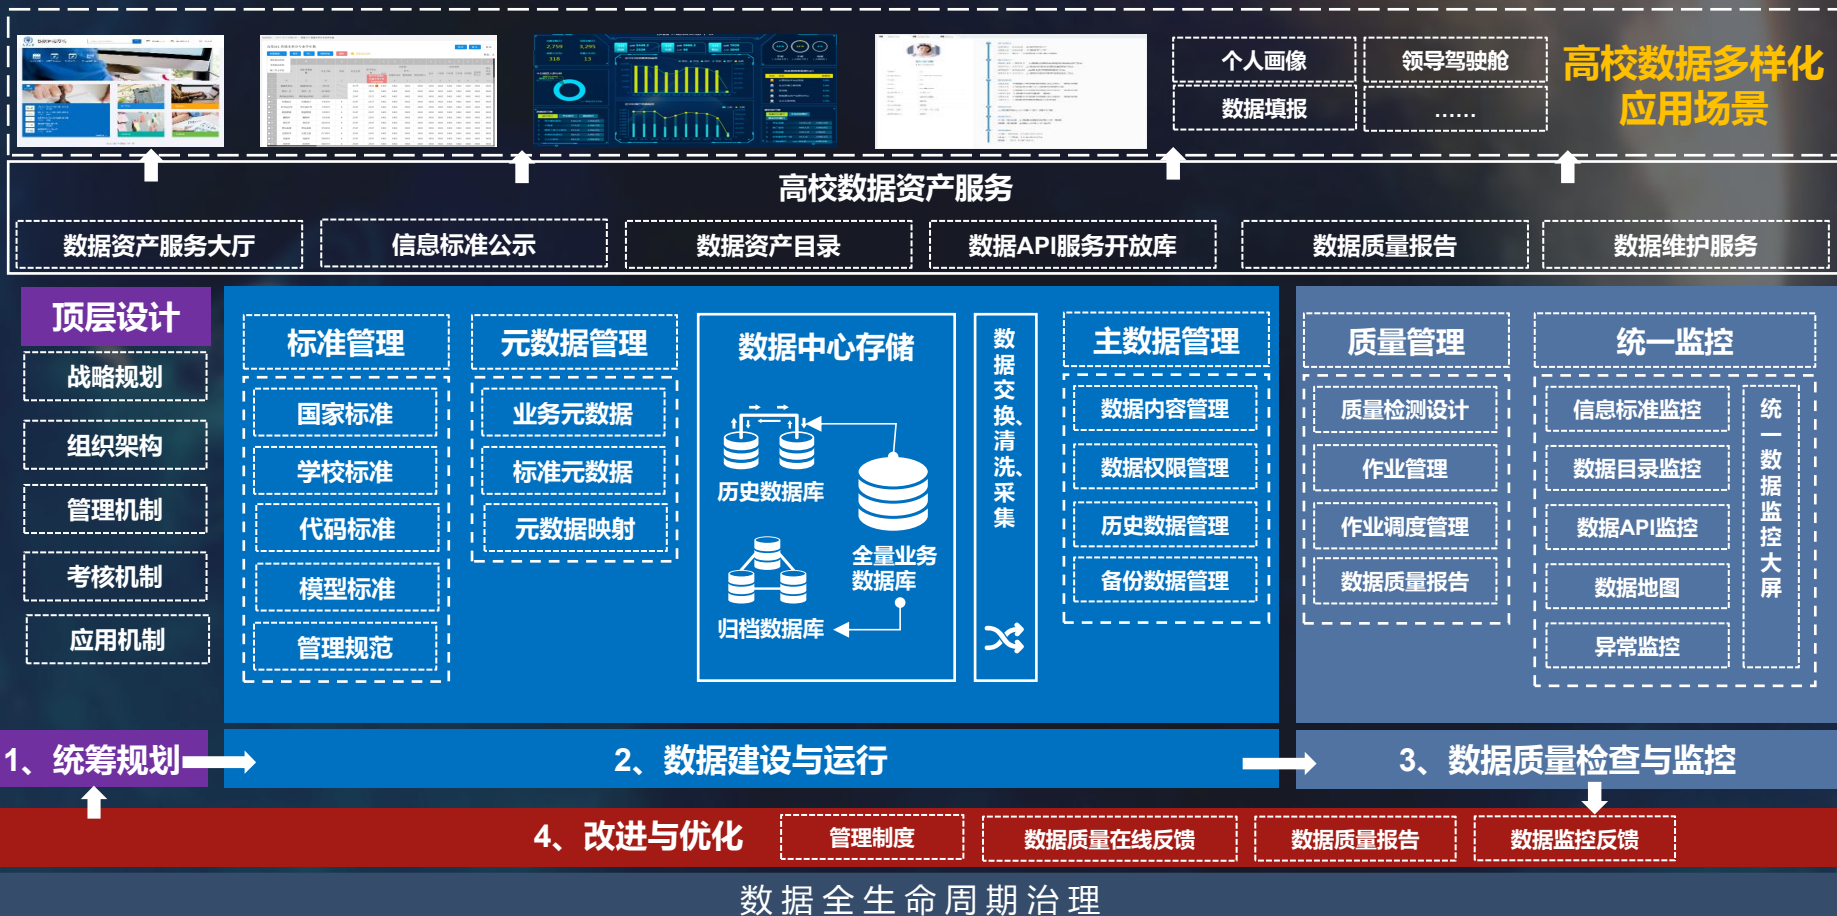 个人画像
领导驾驶舱
数据填报
......
高校数据多样化
应用场景
2,759
3,295
318
13
高校数据资产服务
数据资产服务大厅
信息标准公示
数据资产目录
数据API服务开放库
数据质量报告
数据维护服务
顶层设计
战略规划
组织架构
管理机制
考核机制
应用机制
标准管理
国家标准
学校标准
代码标准
模型标准
管理规范
元数据管理
业务元数据
标准元数据
元数据映射
数据中心存储
历史数据库
全量业务
数据库
归档数据库
数据交换、清洗、采集
主数据管理
数据内容管理
数据权限管理
历史数据管理
备份数据管理
质量管理
质量检测设计
作业管理
作业调度管理
数据质量报告
统一监控
信息标准监控
数据目录监控
数据API监控
数据地图
异常监控
统一数据监控大屏
1、统筹规划
2、数据建设与运行
3、数据质量检查与监控
4、改进与优化
管理制度
数据质量在线反馈
数据质量报告
数据监控反馈
数据全生命周期治理